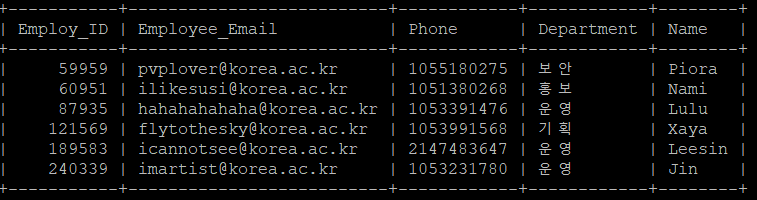 +-----------+--------------------------+------------+------------+--------+
| Employ_ID | Employee_Email | Phone | Department | Name |
+-----------+--------------------------+------------+------------+--------+
| 59959 | pvplover@korea.ac.kr | 1055180275 | 보안 | Piora |
| 60951 | ilikesusi@korea.ac.kr | 1051380268 | 홍보 | Nami |
| 87935 | hahahahahaha@korea.ac.kr | 1053391476 | 운영 | Lulu |
| 121569 | flytothesky@korea.ac.kr | 1053991568 | 기획 | Xaya |
| 189583 | icannotsee@korea.ac.kr | 2147483647 | 운영 | Leesin |
| 240339 | imartist@korea.ac.kr | 1053231780 | 운영 | Jin |
+-----------+--------------------------+------------+------------+--------+